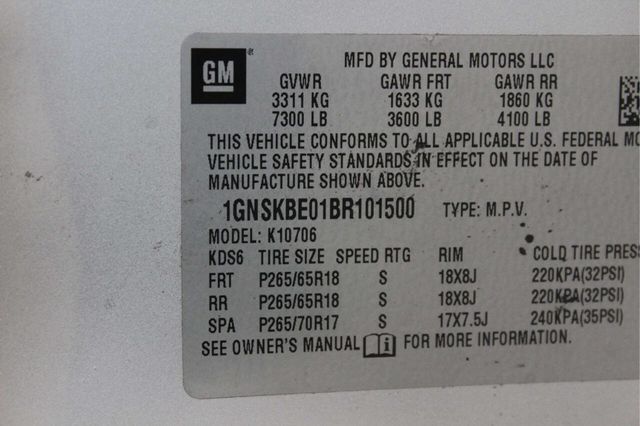 GM®
MFD BY GENERAL MOTORS LLC
GVWR GAWR FRT GAWR RR
3311 KG 1633 KG 1860 KG
7300 LB 3600 LB 4100 LB
THIS VEHICLE CONFORMS TO ALL APPLICABLE U.S. FEDERAL MO
VEHICLE SAFETY STANDARDS IN EFFECT ON THE DATE OF
MANUFACTURE SHOWN ABOVE.
1GNSKBE01BR101500 TYPE: M.P.V.
MODEL: K10706
KDS6 TIRE SIZE SPEED RTG RIM COLD TIRE PRES
FRT P265/65R18 S 18X8J 220KPA(32PSI)
RR P265/65R18 S 18X8J 220KPA(32PSI)
SPA P265/70R17 S 17X7.5J 240KPA(35PSI)
SEE OWNER'S MANUAL i FOR MORE INFORMATION.